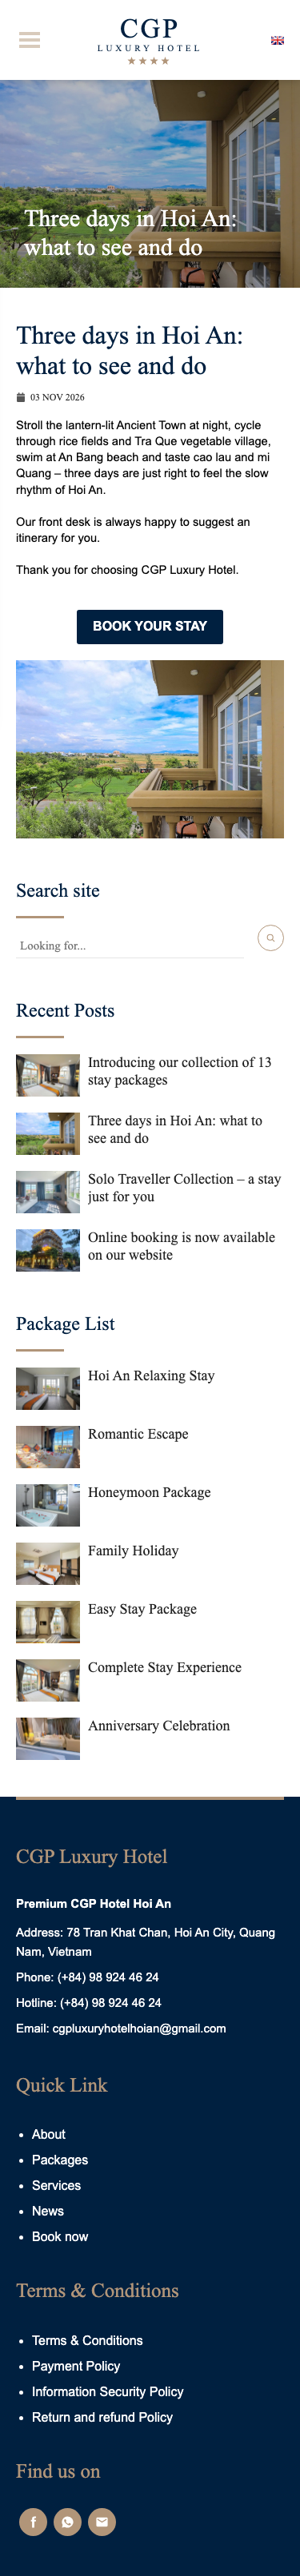 CGP
LUXURY HOTEL
Three days in Hoi An:
what to see and do
Three days in Hoi An:
what to see and do
03 NOV 2026
Stroll the lantern-lit Ancient Town at night, cycle
through rice fields and Tra Que vegetable village,
swim at An Bang beach and taste cao lau and mi
Quang – three days are just right to feel the slow
rhythm of Hoi An.
Our front desk is always happy to suggest an
itinerary for you.
Thank you for choosing CGP Luxury Hotel.
BOOK YOUR STAY
Search site
Looking for...
Recent Posts
Introducing our collection of 13
stay packages
Three days in Hoi An: what to
see and do
Solo Traveller Collection – a stay
just for you
Online booking is now available
on our website
Package List
Hoi An Relaxing Stay
Romantic Escape
Honeymoon Package
Family Holiday
Easy Stay Package
Complete Stay Experience
Anniversary Celebration
CGP Luxury Hotel
Premium CGP Hotel Hoi An
Address: 78 Tran Khat Chan, Hoi An City, Quang
Nam, Vietnam
Phone: (+84) 98 924 46 24
Hotline: (+84) 98 924 46 24
Email: cgpluxuryhotelhoian@gmail.com
Quick Link
About
Packages
Services
News
Book now
Terms & Conditions
Terms & Conditions
Payment Policy
Information Security Policy
Return and refund Policy
Find us on